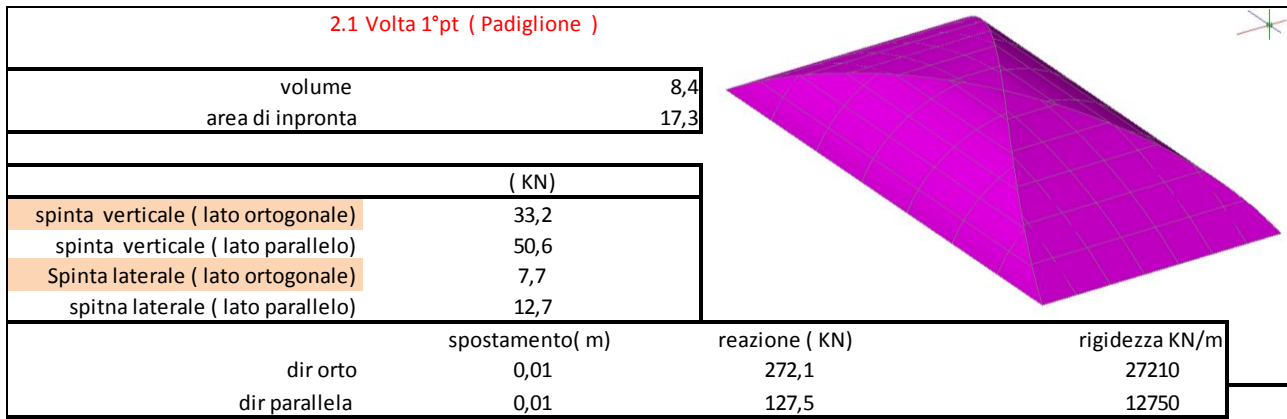 2.1 Volta 1°pt ( Padiglione )
volume 8,4
area di inpronta 17,3
( KN)
spinta verticale ( lato ortogonale) 33,2
spinta verticale ( lato parallelo) 50,6
Spinta laterale ( lato ortogonale) 7,7
spitna laterale ( lato parallelo) 12,7
spostamento( m) reazione ( KN) rigidezza KN/m
dir orto 0,01 272,1 27210
dir parallela 0,01 127,5 12750